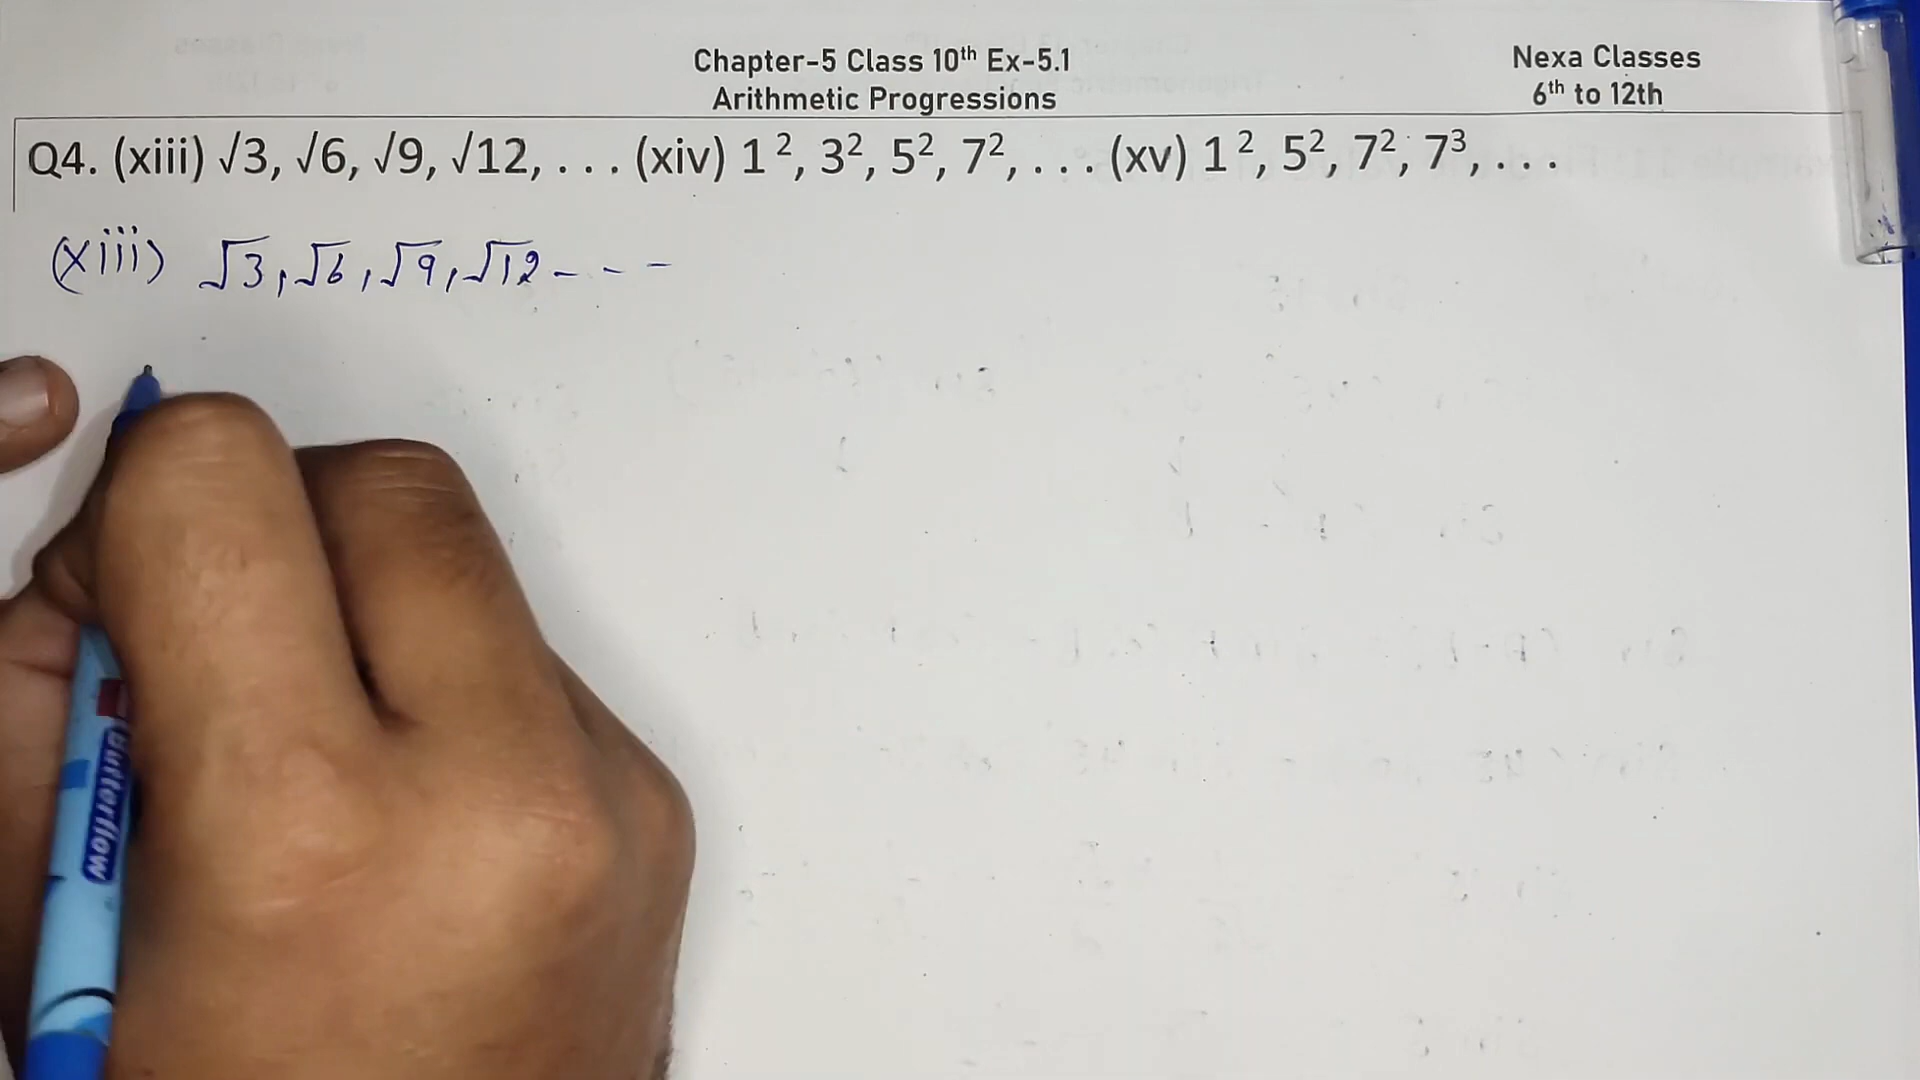 Chapter-5 Class 10th Ex-5.1
Arithmetic Progressions
Nexa Classes
6th to 12th
Q4. (xiii) √3, √6, √9, √12, . . . (xiv) 1², 3², 5², 7², . . . (xv) 1², 5², 7², 7³, . . .
(xiii) √3, √6, √9, √12 - - -
butterflow